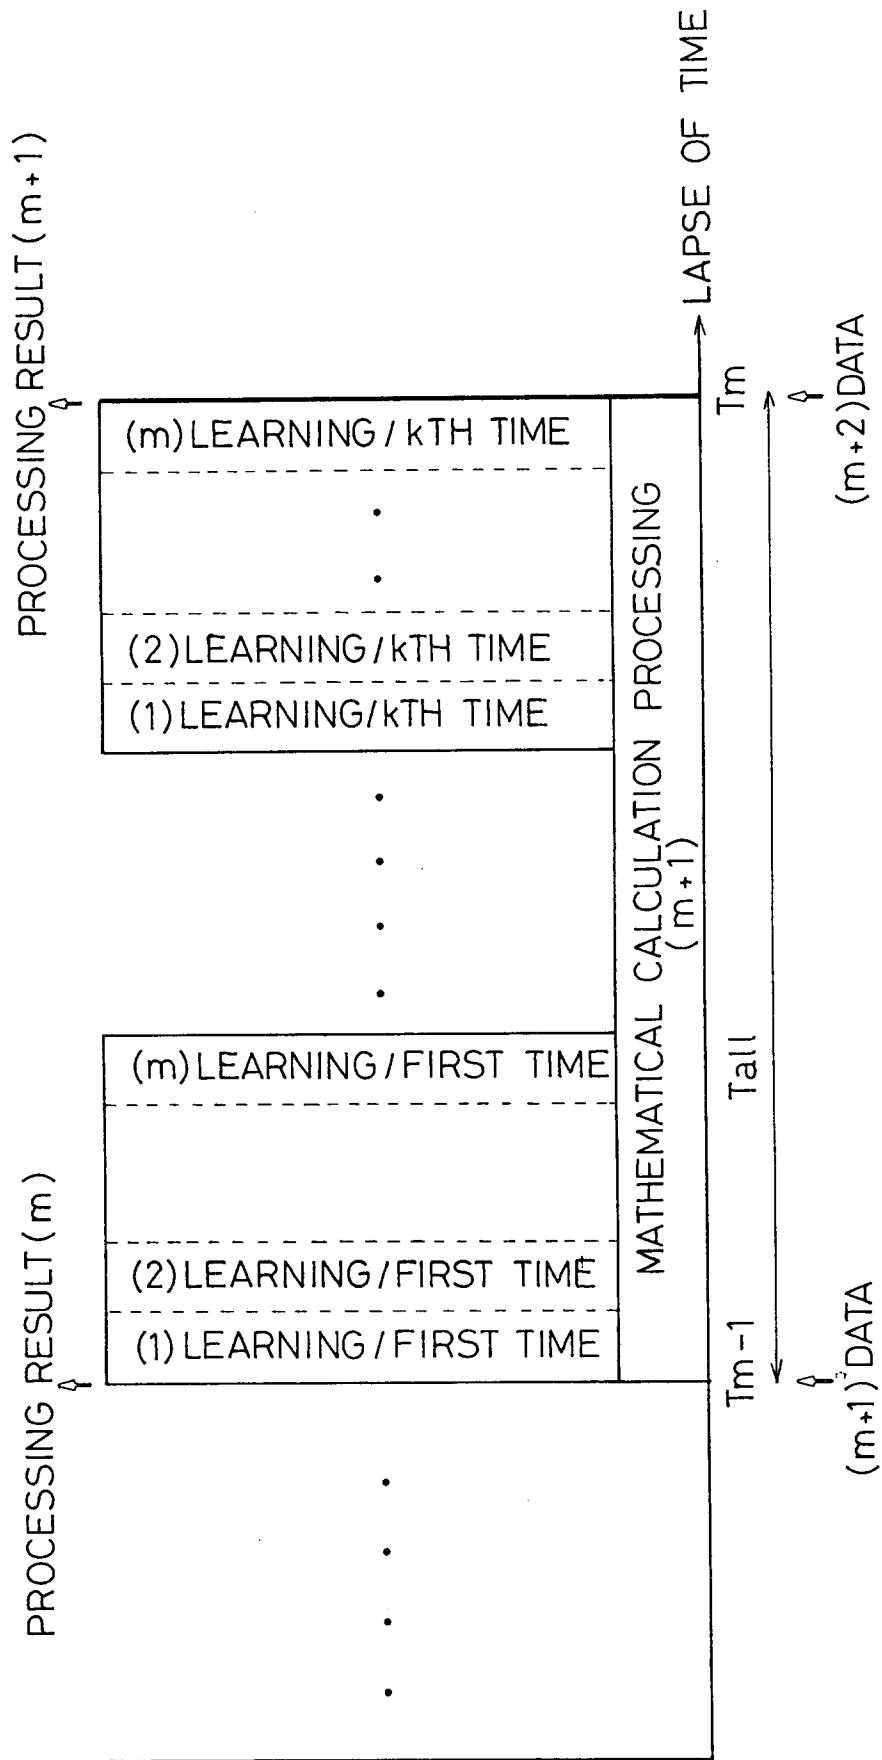 PROCESSING RESULT(m)
PROCESSING RESULT(m+1)
(1)LEARNING/FIRST TIME
(2)LEARNING/FIRST TIME
(m)LEARNING/FIRST TIME
(1)LEARNING/kTH TIME
(2)LEARNING/kTH TIME
(m)LEARNING/kTH TIME
MATHEMATICAL CALCULATION PROCESSING
(m+1)
LAPSE OF TIME
Tm-1
Tall
Tm
(m+1)DATA
(m+2)DATA